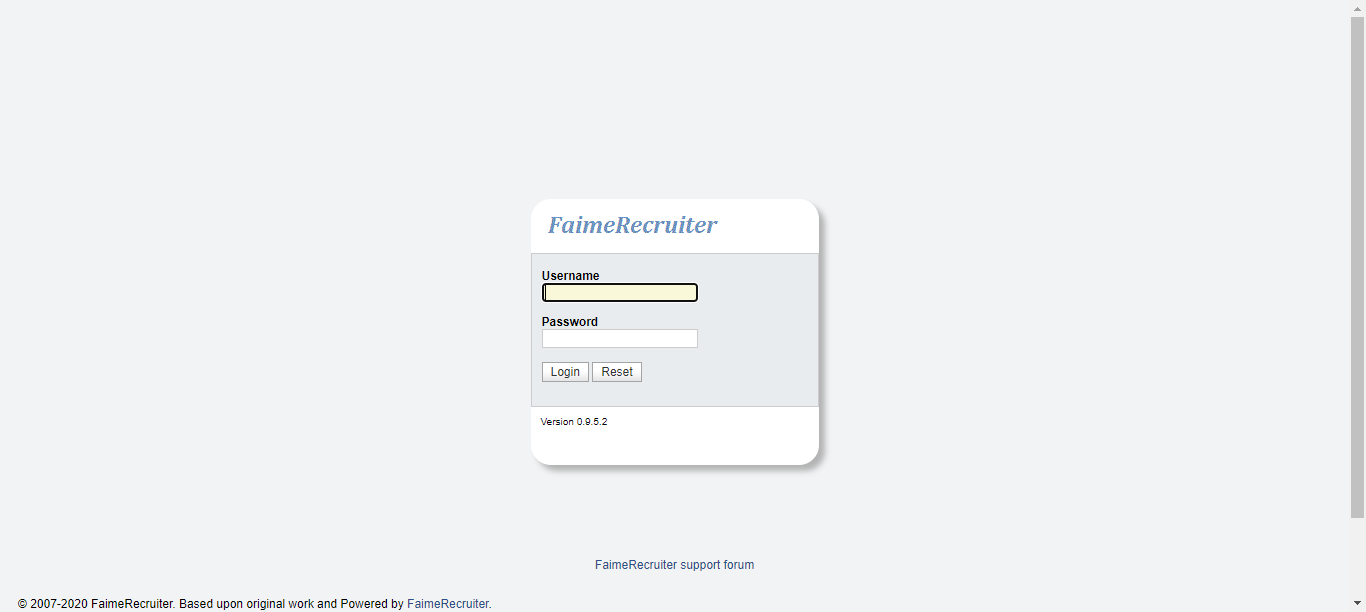 FaimeRecruiter
Username
Password
Login Reset
Version 0.9.5.2
FaimeRecruiter support forum
© 2007-2020 FaimeRecruiter. Based upon original work and Powered by FaimeRecruiter.